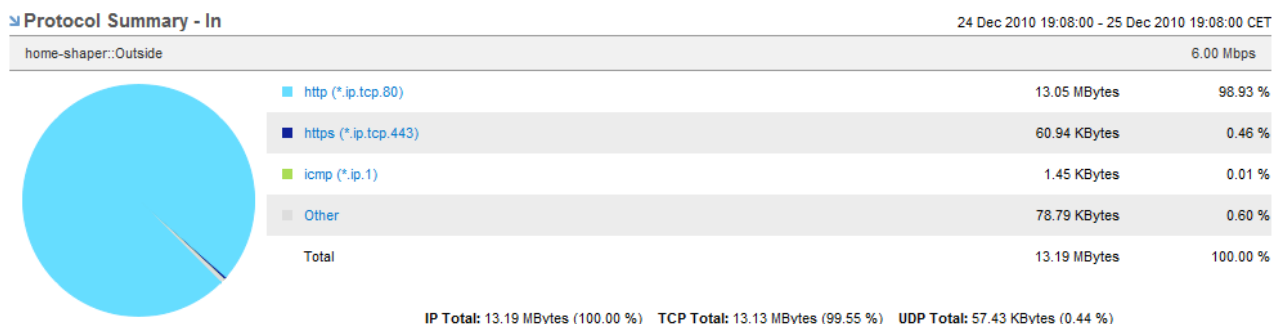 Protocol Summary - In 24 Dec 2010 19:08:00 - 25 Dec 2010 19:08:00 CET
home-shaper::Outside 6.00 Mbps
http (*.ip.tcp.80) 13.05 MBytes 98.93 %
https (*.ip.tcp.443) 60.94 KBytes 0.46 %
icmp (*.ip.1) 1.45 KBytes 0.01 %
Other 78.79 KBytes 0.60 %
Total 13.19 MBytes 100.00 %
IP Total: 13.19 MBytes (100.00 %) TCP Total: 13.13 MBytes (99.55 %) UDP Total: 57.43 KBytes (0.44 %)